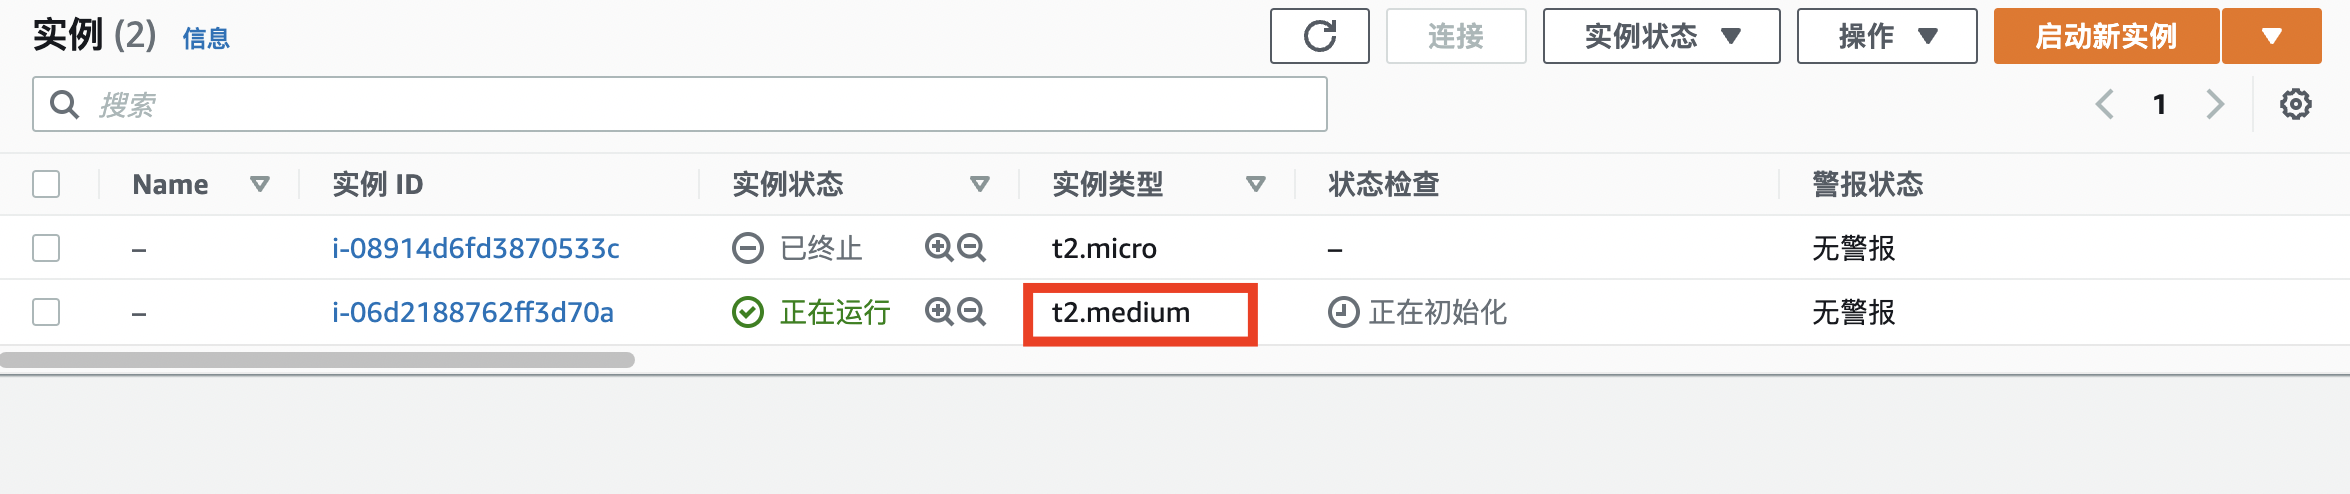 实例 (2) 信息 连接 实例状态 操作 启动新实例
搜索 1
Name 实例 ID 实例状态 实例类型 状态检查 警报状态
– i-08914d6fd3870533c 已终止 t2.micro – 无警报
– i-06d2188762ff3d70a 正在运行 t2.medium 正在初始化 无警报